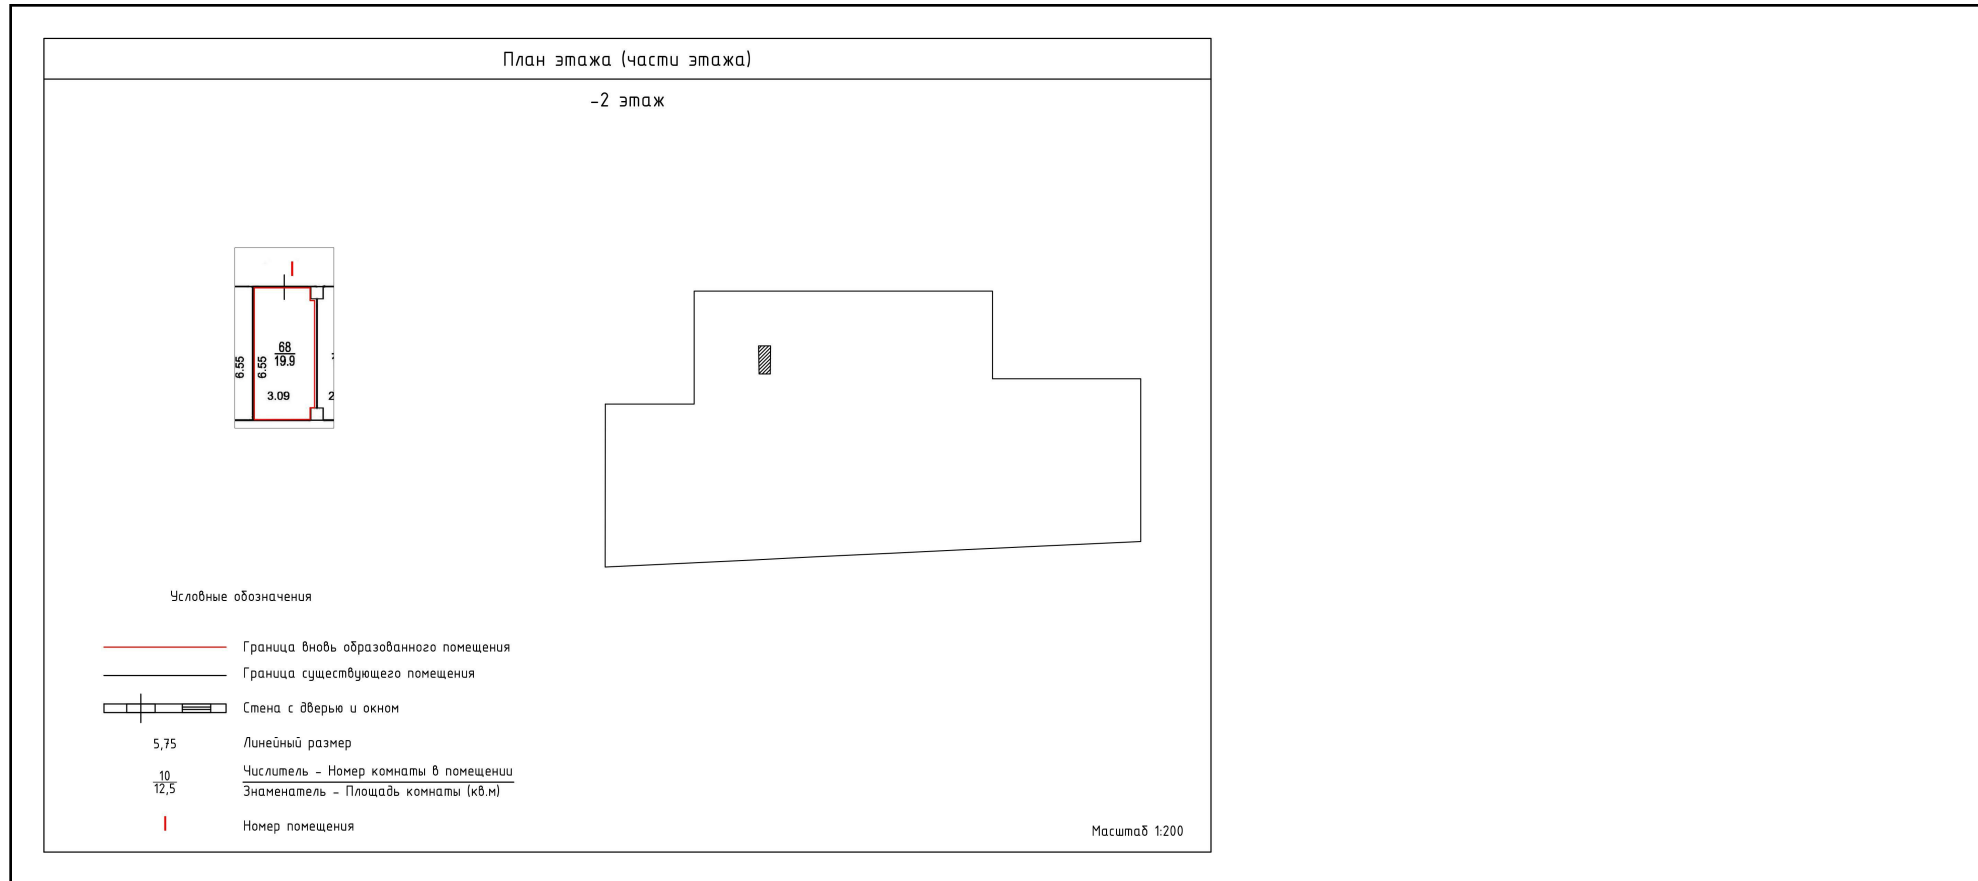 План этажа (части этажа)
-2 этаж
I
68
19.9
6.55
6.55
3.09
2
Условные обозначения
Граница вновь образованного помещения
Граница существующего помещения
Стена с дверью и окном
5,75 Линейный размер
10
12,5
Числитель - Номер комнаты в помещении
Знаменатель - Площадь комнаты (кв.м)
I Номер помещения
Масштаб 1:200